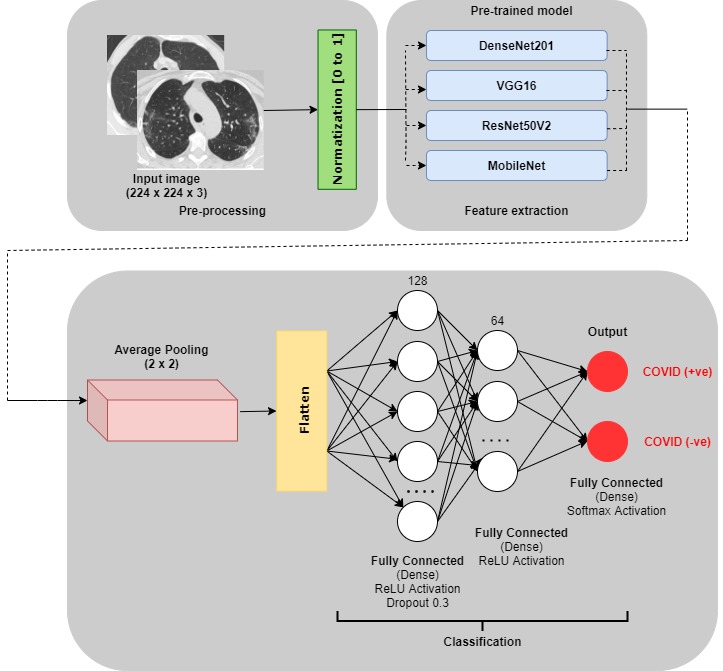 Pre-trained model
DenseNet201
VGG16
ResNet50V2
MobileNet
Feature extraction
Normatization [0 to 1]
Input image
(224 x 224 x 3)
Pre-processing
Average Pooling
(2 x 2)
Flatten
128
64
Output
COVID (+ve)
COVID (-ve)
....
....
Fully Connected
(Dense)
ReLU Activation
Dropout 0.3
Fully Connected
(Dense)
ReLU Activation
Fully Connected
(Dense)
Softmax Activation
Classification